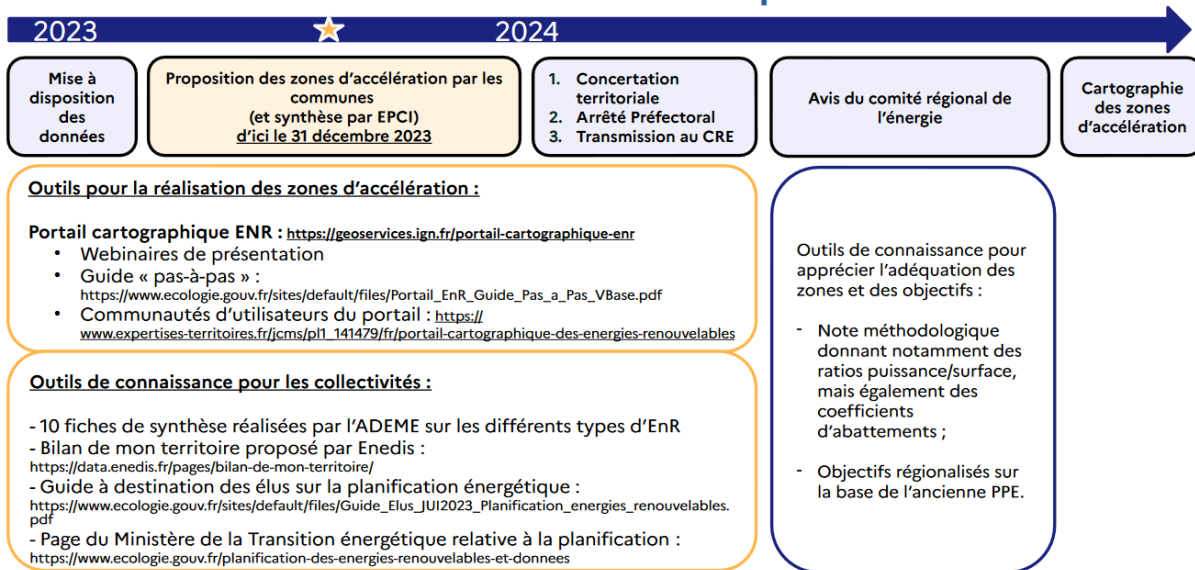 2023
2024
Mise à
disposition
des
données
Proposition des zones d'accélération par les
communes
(et synthèse par EPCI)
d'ici le 31 décembre 2023
1. Concertation
territoriale
2. Arrêté Préfectoral
3. Transmission au CRE
Avis du comité régional de
l'énergie
Cartographie
des zones
d'accélération
Outils pour la réalisation des zones d'accélération :
Portail cartographique ENR : https://geoservices.ign.fr/portail-cartographique-enr
• Webinaires de présentation
• Guide « pas-à-pas » :
https://www.ecologie.gouv.fr/sites/default/files/Portail_EnR_Guide_Pas_a_Pas_VBase.pdf
• Communautés d'utilisateurs du portail : https://
www.expertises-territoires.fr/jcms/pl1_141479/fr/portail-cartographique-des-energies-renouvelables
Outils de connaissance pour les collectivités :
- 10 fiches de synthèse réalisées par l'ADEME sur les différents types d'EnR
- Bilan de mon territoire proposé par Enedis :
https://data.enedis.fr/pages/bilan-de-mon-territoire/
- Guide à destination des élus sur la planification énergétique :
https://www.ecologie.gouv.fr/sites/default/files/Guide_Elus_JUI2023_Planification_energies_renouvelables.
pdf
- Page du Ministère de la Transition énergétique relative à la planification :
https://www.ecologie.gouv.fr/planification-des-energies-renouvelables-et-donnees
Outils de connaissance pour
apprécier l'adéquation des
zones et des objectifs :
- Note méthodologique
donnant notamment des
ratios puissance/surface,
mais également des
coefficients
d'abattements ;
- Objectifs régionalisés sur
la base de l'ancienne PPE.